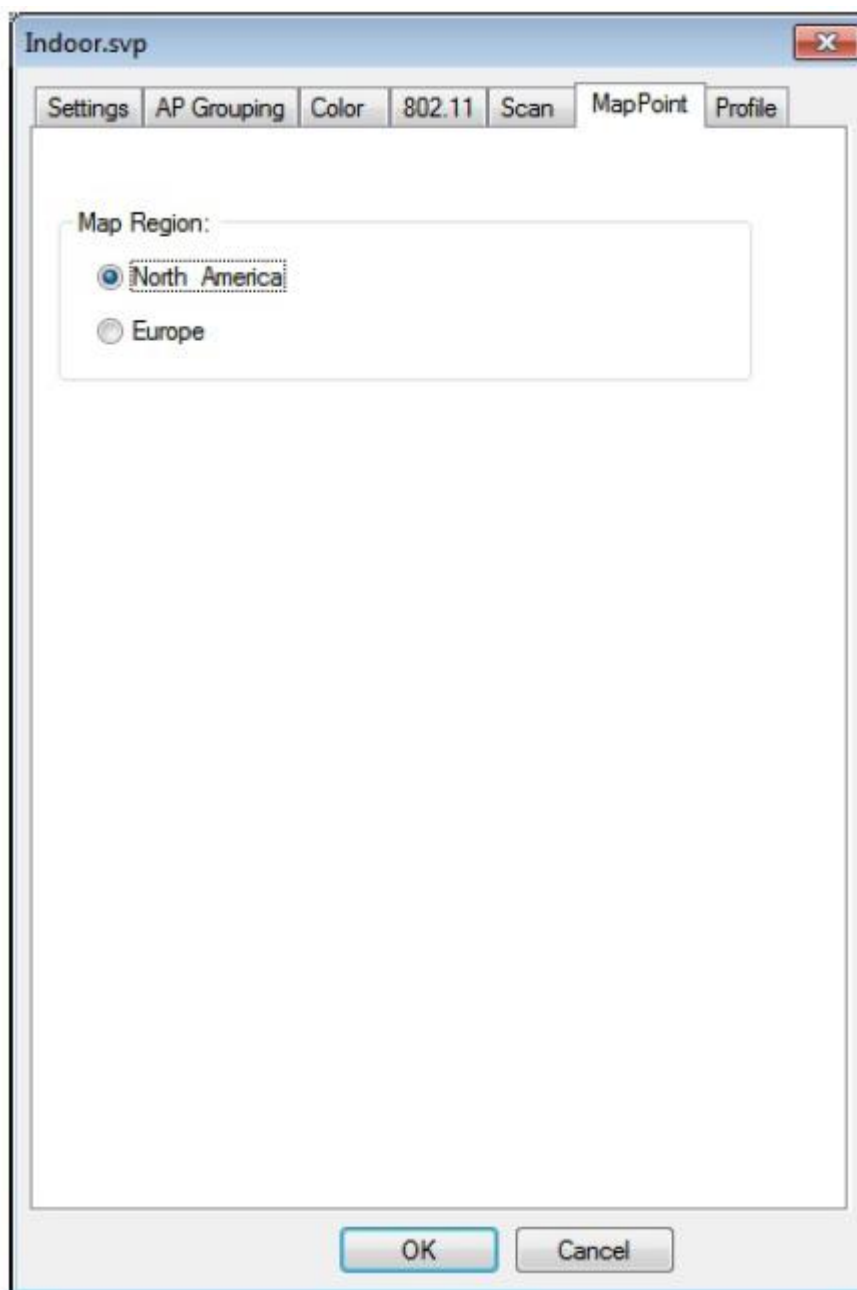 Indoor.svp
Settings AP Grouping Color 802.11 Scan MapPoint Profile
Map Region:
North America
Europe
OK Cancel